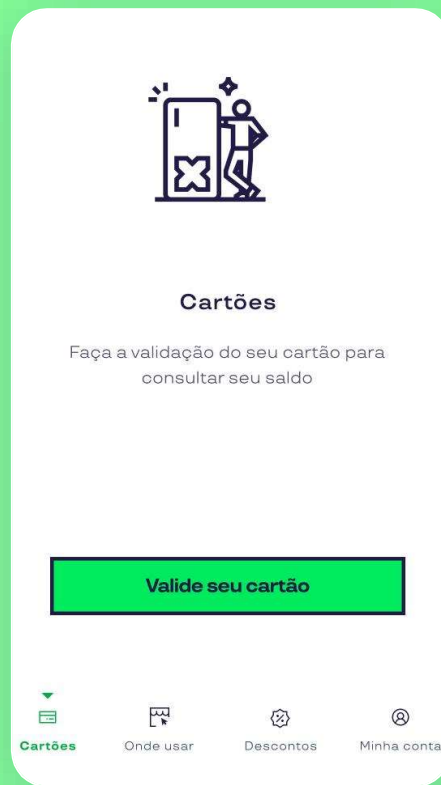 Cartões
Faça a validação do seu cartão para
consultar seu saldo
Valide seu cartão
Cartões
Onde usar
Descontos
Minha conta